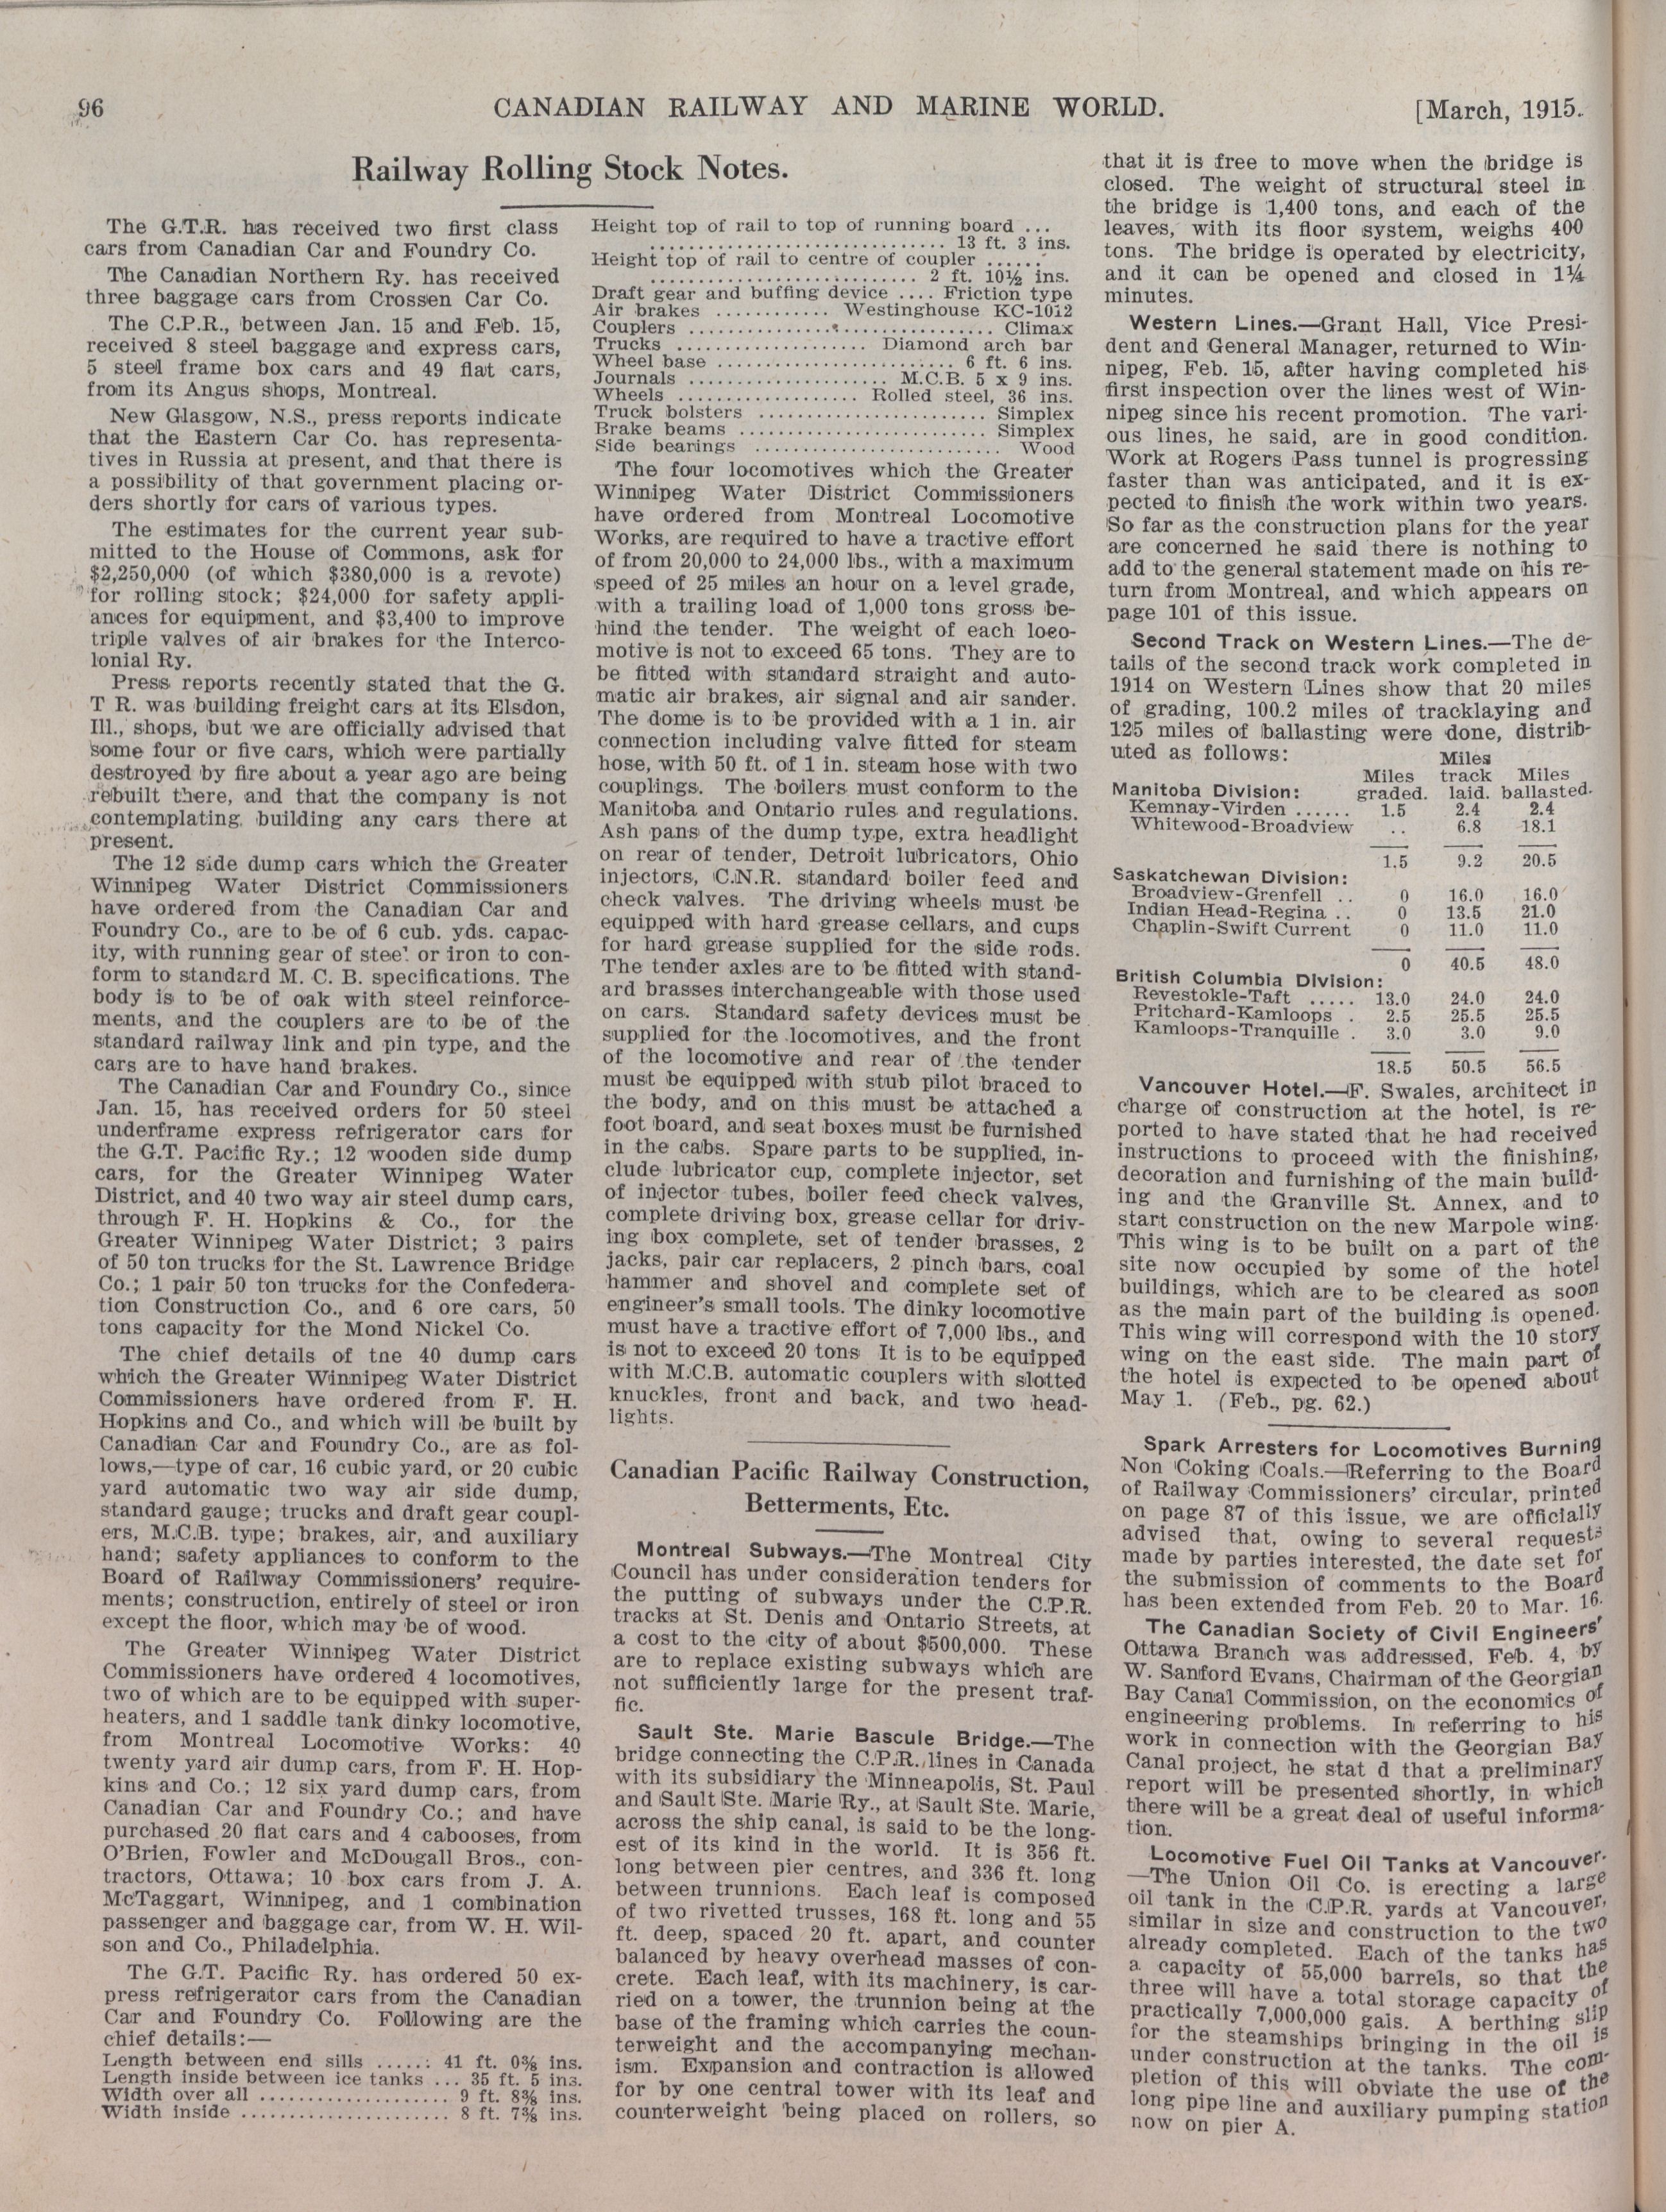 96
CANADIAN RAILWAY AND MARINE WORLD.
[March, 1915.
Railway Rolling Stock Notes.
The G.T.R. has received two first class
cars from Canadian Car and Foundry Co.
The Canadian Northern Ry. has received
three baggage cars from Crossen Car Co.
The C.P.R., between Jan. 15 and Feb. 15,
received 8 steel baggage and express cars,
5 steel frame box cars and 49 flat cars,
from its Angus shops, Montreal.
New Glasgow, N.S., press reports indicate
that the Eastern Car Co. has representa-
tives in Russia at present, and that there is
a possibility of that government placing or-
ders shortly for cars of various types.
The estimates for the current year sub-
mitted to the House of Commons, ask for
$2,250,000 (of which $380,000 is a revote)
for rolling stock; $24,000 for safety appli-
ances for equipment, and $3,400 to improve
triple valves of air brakes for the Interco-
lonial Ry.
Press reports recently stated that the G.
T R. was building freight cars at its Elsdon,
Ill., shops, but we are officially advised that
some four or five cars, which were partially
destroyed by fire about a year ago are being
rebuilt there, and that the company is not
contemplating building any cars there at
present.
The 12 side dump cars which the Greater
Winnipeg Water District Commissioners
have ordered from the Canadian Car and
Foundry Co., are to be of 6 cub. yds. capac-
ity, with running gear of steel or iron to con-
form to standard M. C. B. specifications. The
body is to be of oak with steel reinforce-
ments, and the couplers are to be of the
standard railway link and pin type, and the
cars are to have hand brakes.
The Canadian Car and Foundry Co., since
Jan. 15, has received orders for 50 steel
underframe express refrigerator cars for
the G.T. Pacific Ry.; 12 wooden side dump
cars, for the Greater Winnipeg Water
District, and 40 two way air steel dump cars,
through F. H. Hopkins & Co., for the
Greater Winnipeg Water District; 3 pairs
of 50 ton trucks for the St. Lawrence Bridge
Co.; 1 pair 50 ton trucks for the Confedera-
tion Construction Co., and 6 ore cars, 50
tons capacity for the Mond Nickel Co.
The chief details of tne 40 dump cars
which the Greater Winnipeg Water District
Commissioners have ordered from F. H.
Hopkins and Co., and which will be built by
Canadian Car and Foundry Co., are as fol-
lows,—type of car, 16 cubic yard, or 20 cubic
yard automatic two way air side dump,
standard gauge; trucks and draft gear coupl-
ers, M.C.B. type; brakes, air, and auxiliary
hand; safety appliances to conform to the
Board of Railway Commissioners' require-
ments; construction, entirely of steel or iron
except the floor, which may be of wood.
The Greater Winnipeg Water District
Commissioners have ordered 4 locomotives,
two of which are to be equipped with super-
heaters, and 1 saddle tank dinky locomotive,
from Montreal Locomotive Works: 40
twenty yard air dump cars, from F. H. Hop-
kins and Co.; 12 six yard dump cars, from
Canadian Car and Foundry Co.; and have
purchased 20 flat cars and 4 cabooses, from
O'Brien, Fowler and McDougall Bros., con-
tractors, Ottawa; 10 box cars from J. A.
McTaggart, Winnipeg, and 1 combination
passenger and baggage car, from W. H. Wil-
son and Co., Philadelphia.
The G.T. Pacific Ry. has ordered 50 ex-
press refrigerator cars from the Canadian
Car and Foundry Co. Following are the
chief details:—
Length between end sills ...... 41 ft. 0⅜ ins.
Length inside between ice tanks ... 35 ft. 5 ins.
Width over all .................... 9 ft. 8⅜ ins.
Width inside ...................... 8 ft. 7⅜ ins.
Height top of rail to top of running board ...
............................... 13 ft. 3 ins.
Height top of rail to centre of coupler ......
............................ 2 ft. 10½ ins.
Draft gear and buffing device .... Friction type
Air brakes ............ Westinghouse KC-1012
Couplers ................................ Climax
Trucks .................... Diamond arch bar
Wheel base ......................... 6 ft. 6 ins.
Journals ..................... M.C.B. 5 x 9 ins.
Wheels ................... Rolled steel, 36 ins.
Truck bolsters ........................ Simplex
Brake beams .......................... Simplex
Side bearings .......................... Wood
The four locomotives which the Greater
Winnipeg Water District Commissioners
have ordered from Montreal Locomotive
Works, are required to have a tractive effort
of from 20,000 to 24,000 lbs., with a maximum
speed of 25 miles an hour on a level grade,
with a trailing load of 1,000 tons gross be-
hind the tender. The weight of each loco-
motive is not to exceed 65 tons. They are to
be fitted with standard straight and auto-
matic air brakes, air signal and air sander.
The dome is to be provided with a 1 in. air
connection including valve fitted for steam
hose, with 50 ft. of 1 in. steam hose with two
couplings. The boilers must conform to the
Manitoba and Ontario rules and regulations.
Ash pans of the dump type, extra headlight
on rear of tender, Detroit lubricators, Ohio
injectors, C.N.R. standard boiler feed and
check valves. The driving wheels must be
equipped with hard grease cellars, and cups
for hard grease supplied for the side rods.
The tender axles are to be fitted with stand-
ard brasses interchangeable with those used
on cars. Standard safety devices must be
supplied for the locomotives, and the front
of the locomotive and rear of the tender
must be equipped with stub pilot braced to
the body, and on this must be attached a
foot board, and seat boxes must be furnished
in the cabs. Spare parts to be supplied, in-
clude lubricator cup, complete injector, set
of injector tubes, boiler feed check valves,
complete driving box, grease cellar for driv-
ing box complete, set of tender brasses, 2
jacks, pair car replacers, 2 pinch bars, coal
hammer and shovel and complete set of
engineer's small tools. The dinky locomotive
must have a tractive effort of 7,000 lbs., and
is not to exceed 20 tons It is to be equipped
with M.C.B. automatic couplers with slotted
knuckles, front and back, and two head-
lights.
Canadian Pacific Railway Construction,
Betterments, Etc.
Montreal Subways.—The Montreal City
Council has under consideration tenders for
the putting of subways under the C.P.R.
tracks at St. Denis and Ontario Streets, at
a cost to the city of about $500,000. These
are to replace existing subways which are
not sufficiently large for the present traf-
fic.
Sault Ste. Marie Bascule Bridge.—The
bridge connecting the C.P.R. lines in Canada
with its subsidiary the Minneapolis, St. Paul
and Sault Ste. Marie Ry., at Sault Ste. Marie,
across the ship canal, is said to be the long-
est of its kind in the world. It is 356 ft.
long between pier centres, and 336 ft. long
between trunnions. Each leaf is composed
of two rivetted trusses, 168 ft. long and 55
ft. deep, spaced 20 ft. apart, and counter
balanced by heavy overhead masses of con-
crete. Each leaf, with its machinery, is car-
ried on a tower, the trunnion being at the
base of the framing which carries the coun-
terweight and the accompanying mechan-
ism. Expansion and contraction is allowed
for by one central tower with its leaf and
counterweight being placed on rollers, so
that it is free to move when the bridge is
closed. The weight of structural steel in
the bridge is 1,400 tons, and each of the
leaves, with its floor system, weighs 400
tons. The bridge is operated by electricity,
and it can be opened and closed in 1¼
minutes.
Western Lines.—Grant Hall, Vice Presi-
dent and General Manager, returned to Win-
nipeg, Feb. 15, after having completed his
first inspection over the lines west of Win-
nipeg since his recent promotion. The vari-
ous lines, he said, are in good condition.
Work at Rogers Pass tunnel is progressing
faster than was anticipated, and it is ex-
pected to finish the work within two years.
So far as the construction plans for the year
are concerned he said there is nothing to
add to the general statement made on his re-
turn from Montreal, and which appears on
page 101 of this issue.
Second Track on Western Lines.—The de-
tails of the second track work completed in
1914 on Western Lines show that 20 miles
of grading, 100.2 miles of tracklaying and
125 miles of ballasting were done, distrib-
uted as follows:
Miles
Miles track Miles
Manitoba Division: graded. laid. ballasted.
Kemnay-Virden ...... 1.5 2.4 2.4
Whitewood-Broadview .. 6.8 18.1
1.5 9.2 20.5
Saskatchewan Division:
Broadview-Grenfell .. 0 16.0 16.0
Indian Head-Regina .. 0 13.5 21.0
Chaplin-Swift Current 0 11.0 11.0
0 40.5 48.0
British Columbia Division:
Revestokle-Taft ..... 13.0 24.0 24.0
Pritchard-Kamloops . 2.5 25.5 25.5
Kamloops-Tranquille . 3.0 3.0 9.0
18.5 50.5 56.5
Vancouver Hotel.—F. Swales, architect in
charge of construction at the hotel, is re-
ported to have stated that he had received
instructions to proceed with the finishing,
decoration and furnishing of the main build-
ing and the Granville St. Annex, and to
start construction on the new Marpole wing.
This wing is to be built on a part of the
site now occupied by some of the hotel
buildings, which are to be cleared as soon
as the main part of the building is opened.
This wing will correspond with the 10 story
wing on the east side. The main part of
the hotel is expected to be opened about
May 1. (Feb., pg. 62.)
Spark Arresters for Locomotives Burning
Non Coking Coals.—Referring to the Board
of Railway Commissioners' circular, printed
on page 87 of this issue, we are officially
advised that, owing to several requests
made by parties interested, the date set for
the submission of comments to the Board
has been extended from Feb. 20 to Mar. 16.
The Canadian Society of Civil Engineers'
Ottawa Branch was addressed, Feb. 4, by
W. Sanford Evans, Chairman of the Georgian
Bay Canal Commission, on the economics of
engineering problems. In referring to his
work in connection with the Georgian Bay
Canal project, he stat d that a preliminary
report will be presented shortly, in which
there will be a great deal of useful informa-
tion.
Locomotive Fuel Oil Tanks at Vancouver.
—The Union Oil Co. is erecting a large
oil tank in the C.P.R. yards at Vancouver,
similar in size and construction to the two
already completed. Each of the tanks has
a capacity of 55,000 barrels, so that the
three will have a total storage capacity of
practically 7,000,000 gals. A berthing slip
for the steamships bringing in the oil is
under construction at the tanks. The com-
pletion of this will obviate the use of the
long pipe line and auxiliary pumping station
now on pier A.